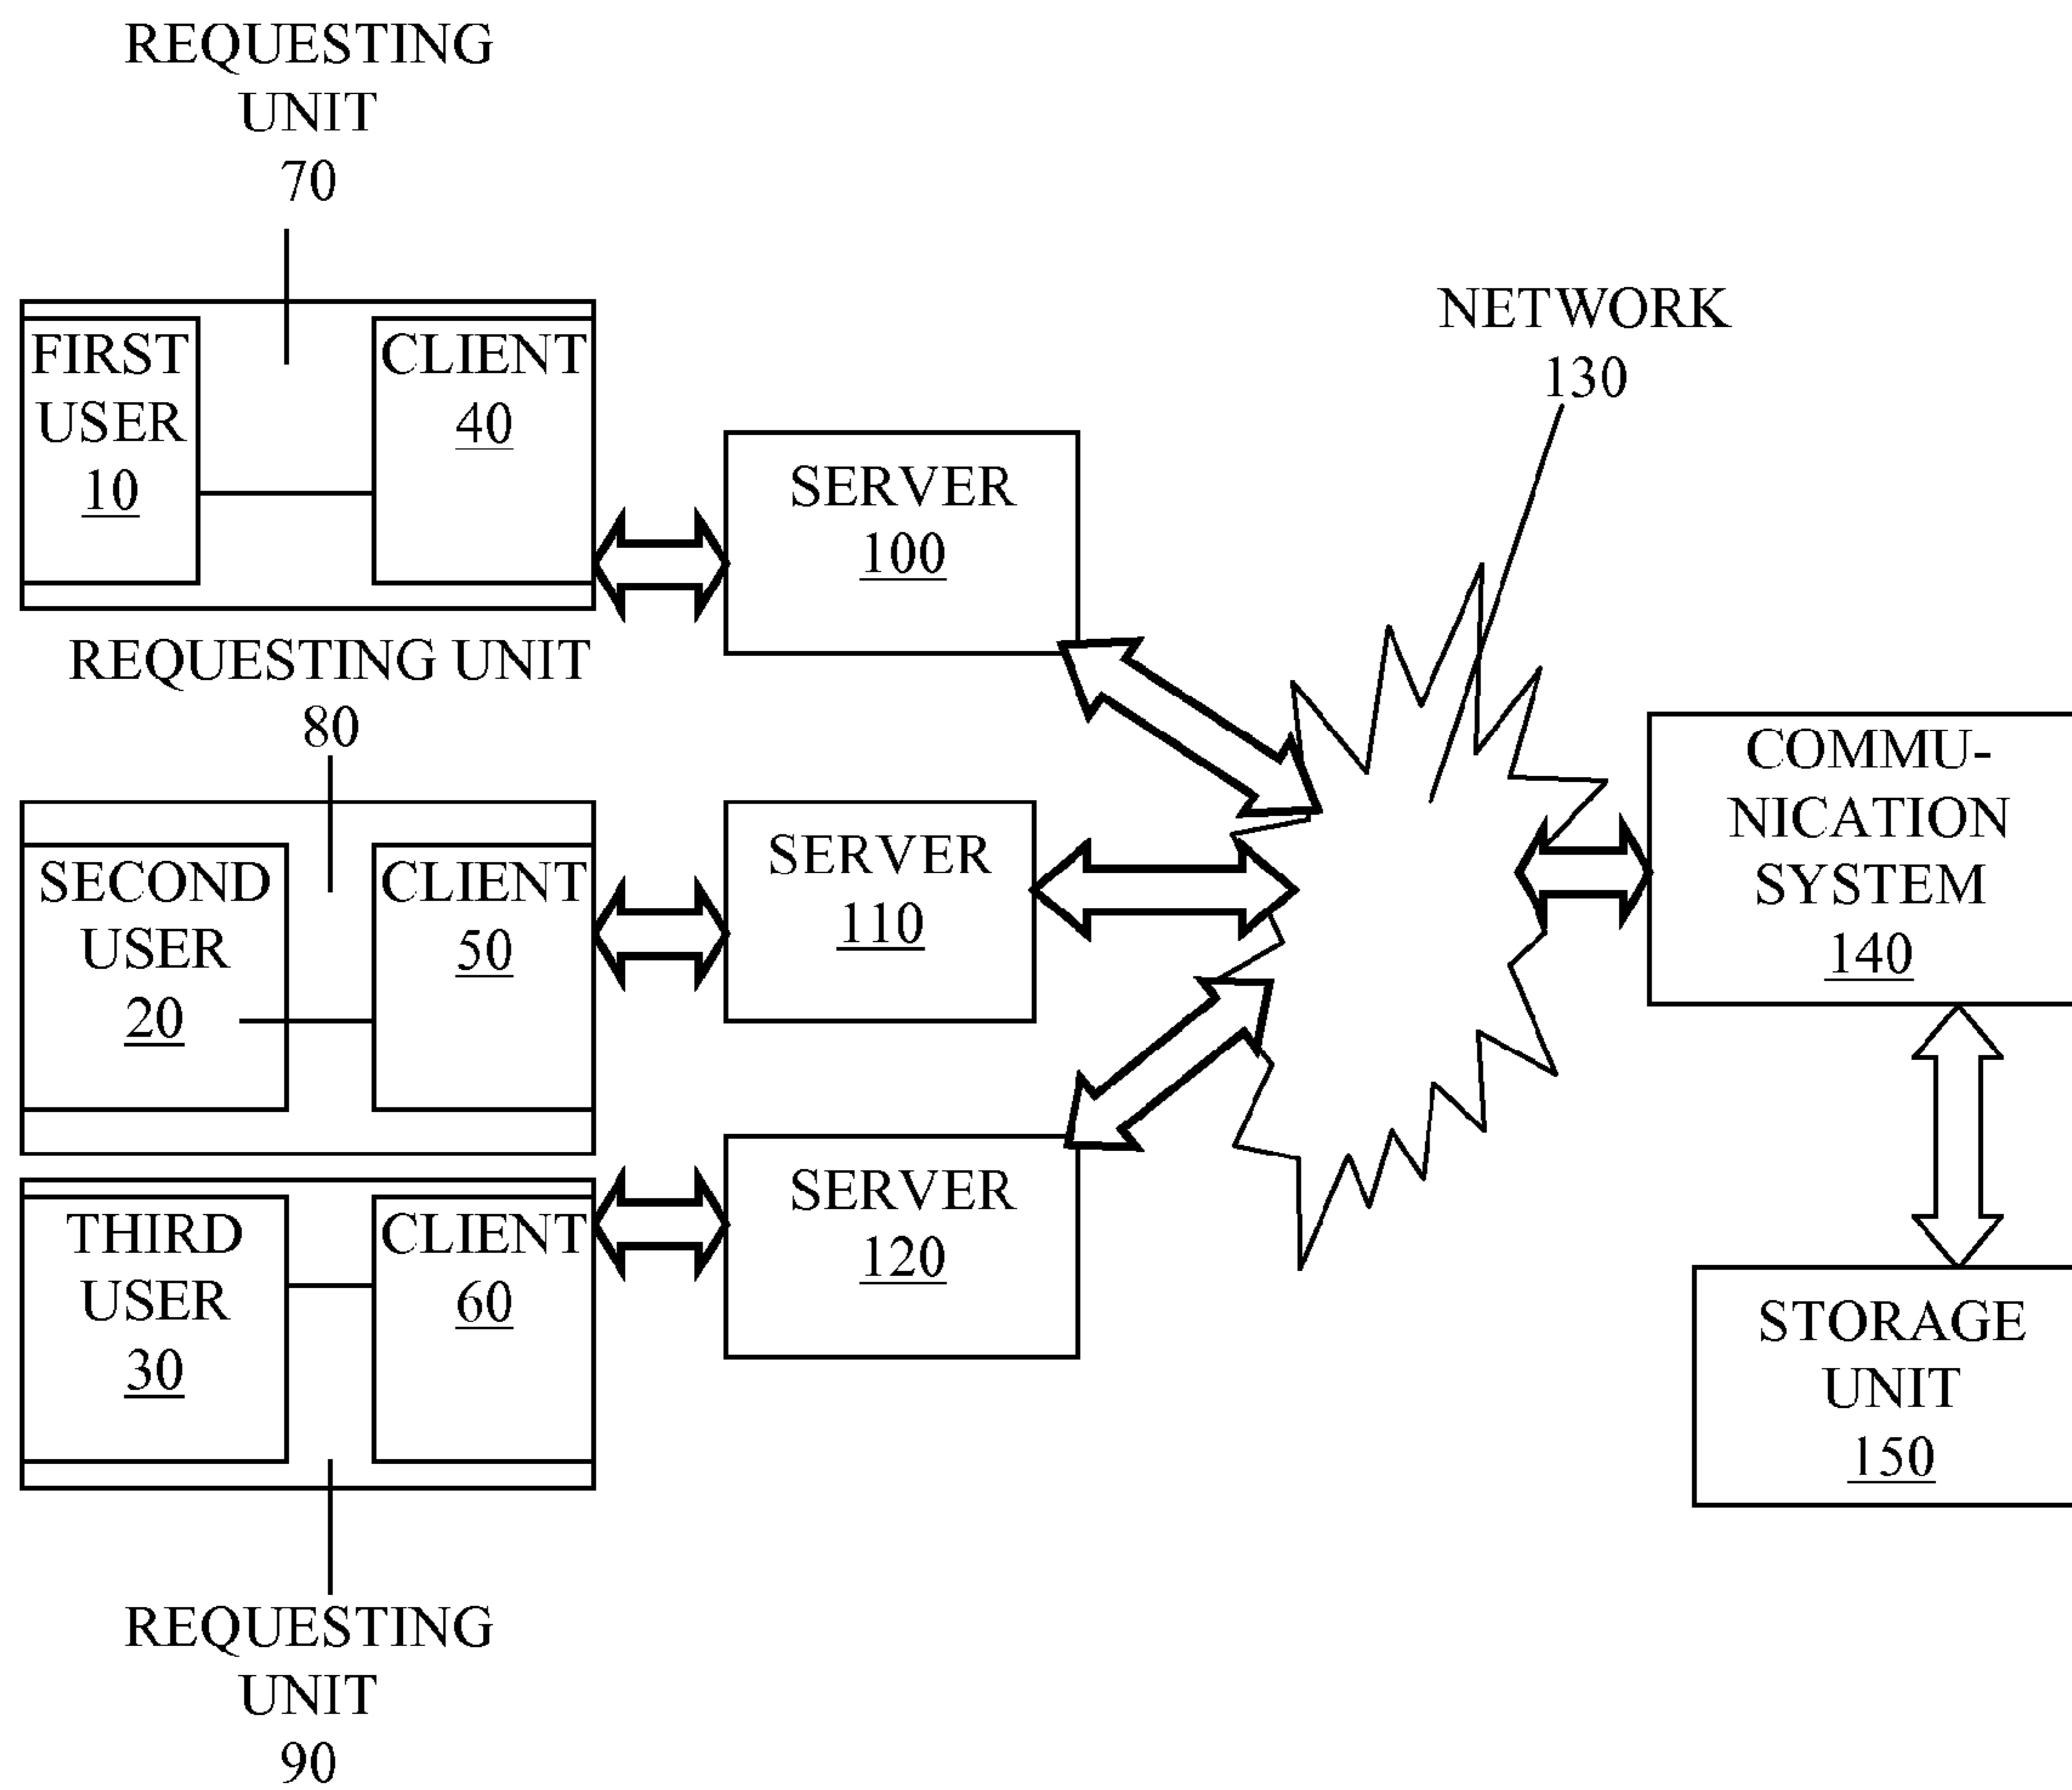 REQUESTING
UNIT
70
FIRST
USER
10
CLIENT
40
SERVER
100
NETWORK
130
REQUESTING UNIT
80
SECOND
USER
20
CLIENT
50
SERVER
110
COMMU-
NICATION
SYSTEM
140
THIRD
USER
30
CLIENT
60
SERVER
120
STORAGE
UNIT
150
REQUESTING
UNIT
90